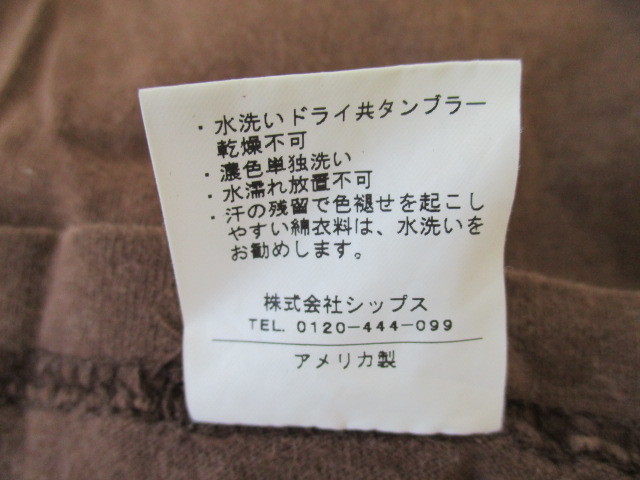 ・水洗いドライ共タンブラー
乾燥不可
・濃色単独洗い
・水濡れ放置不可
・汗の残留で色褪せを起こし
やすい綿衣料は、水洗いを
お勧めします。
株式会社シップス
TEL. 0120-444-099
アメリカ製